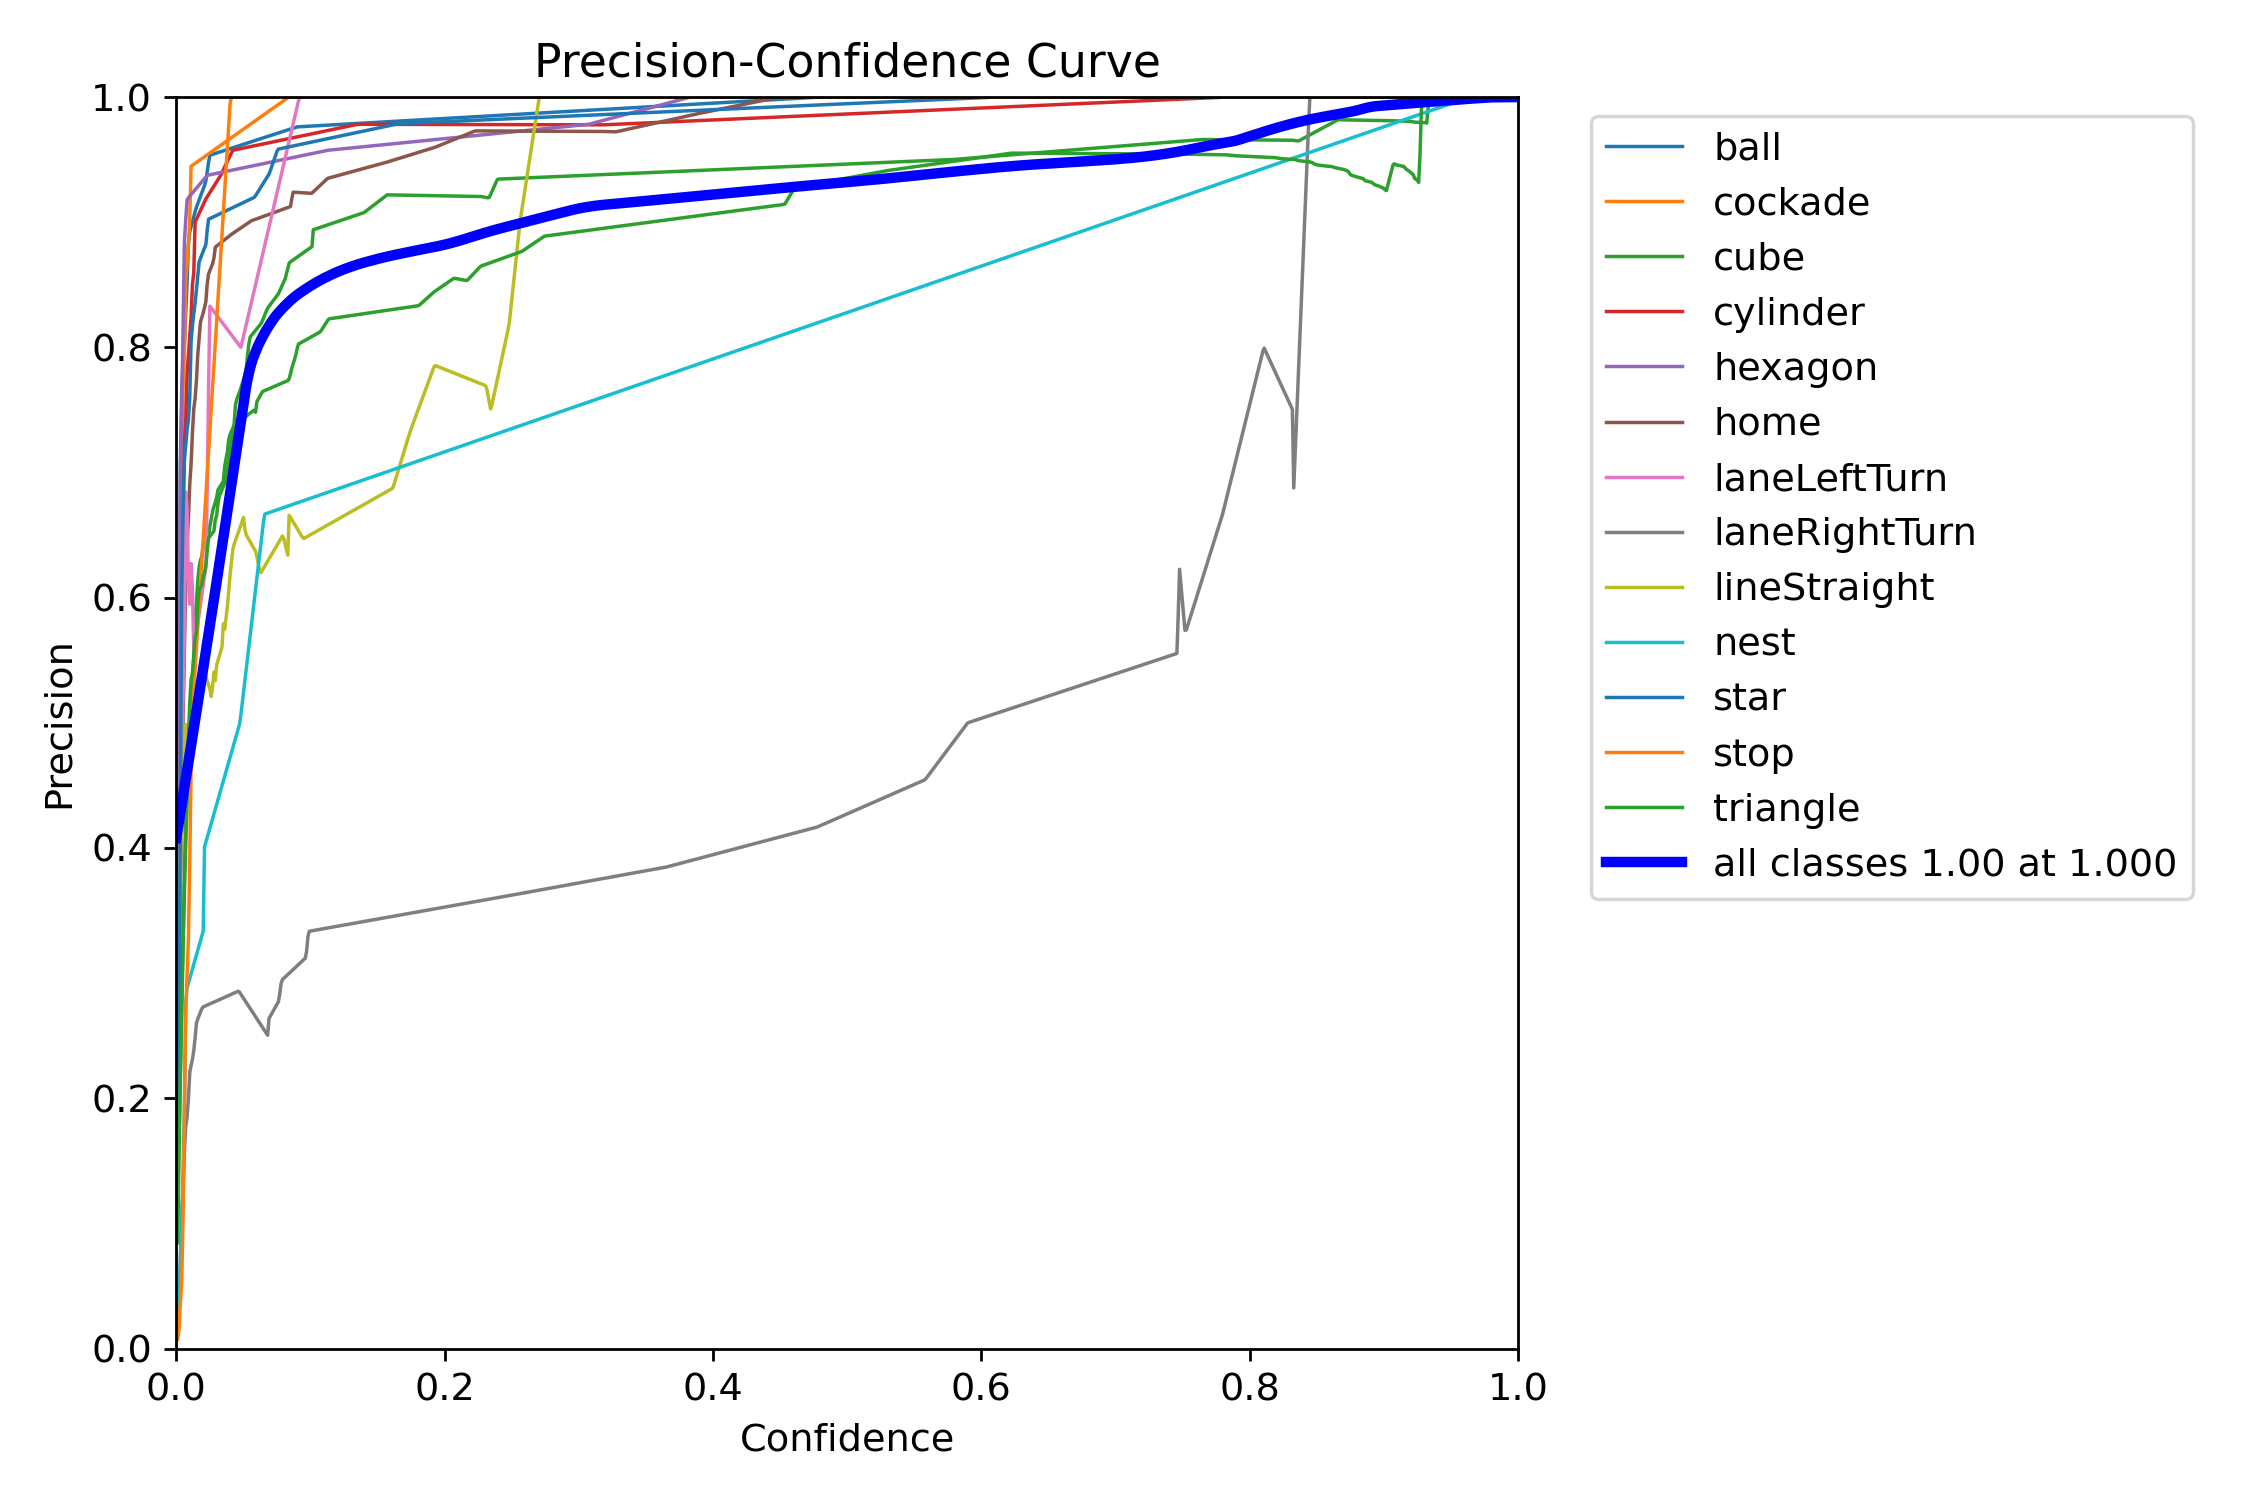 Precision-Confidence Curve
1.0
0.8
0.6
0.4
0.2
0.0
Precision
0.0 0.2 0.4 0.6 0.8 1.0
Confidence
ball
cockade
cube
cylinder
hexagon
home
laneLeftTurn
laneRightTurn
lineStraight
nest
star
stop
triangle
all classes 1.00 at 1.000